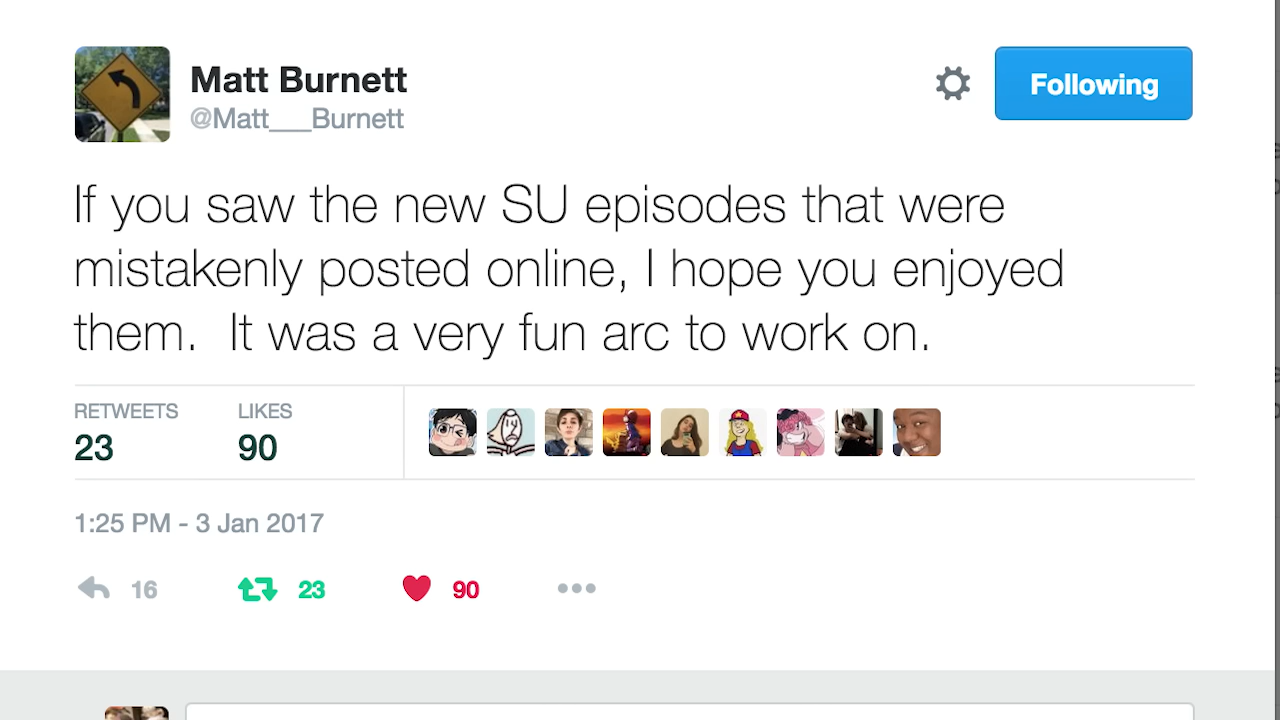 Matt Burnett
@Matt___Burnett
Following
If you saw the new SU episodes that were
mistakenly posted online, I hope you enjoyed
them.  It was a very fun arc to work on.
RETWEETS LIKES
23 90
1:25 PM - 3 Jan 2017
16 23 90